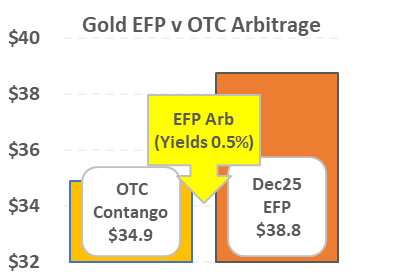 Gold EFP v OTC Arbitrage
$40
$38
$36
$34
$32
EFP Arb
(Yields 0.5%)
OTC
Contango
$34.9
Dec25
EFP
$38.8